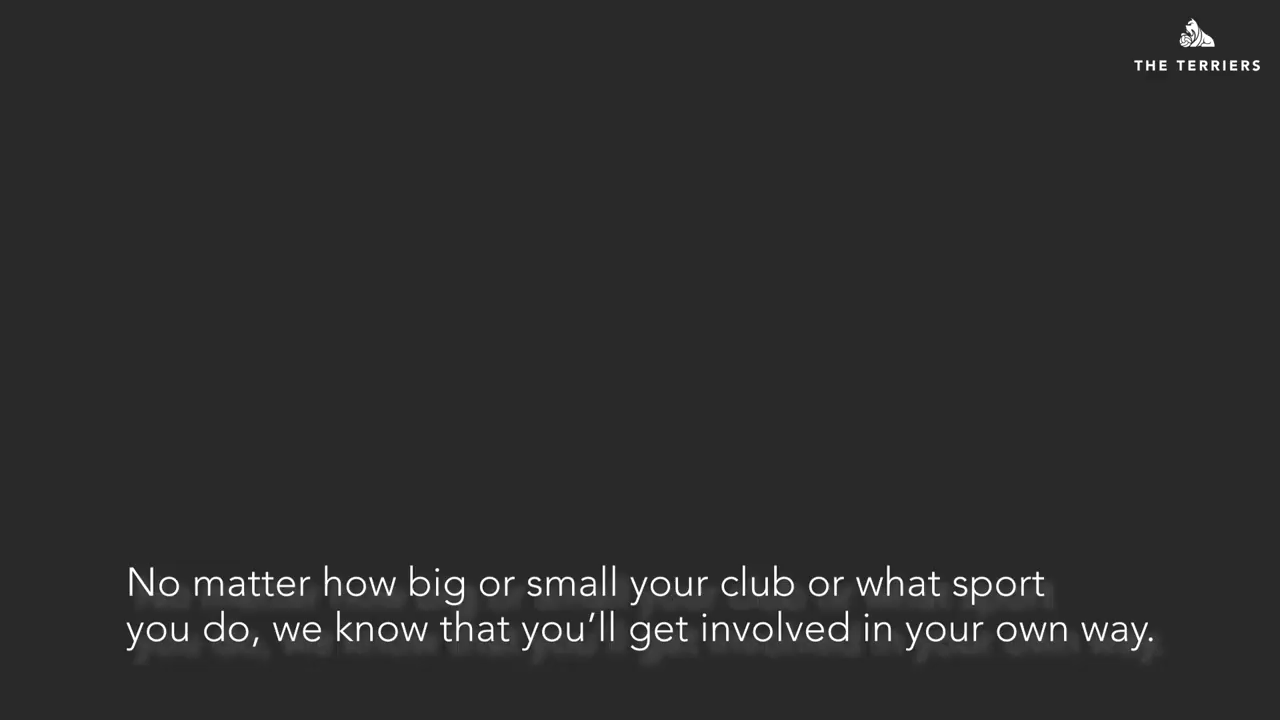 THE TERRIERS
No matter how big or small your club or what sport
you do, we know that you’ll get involved in your own way.